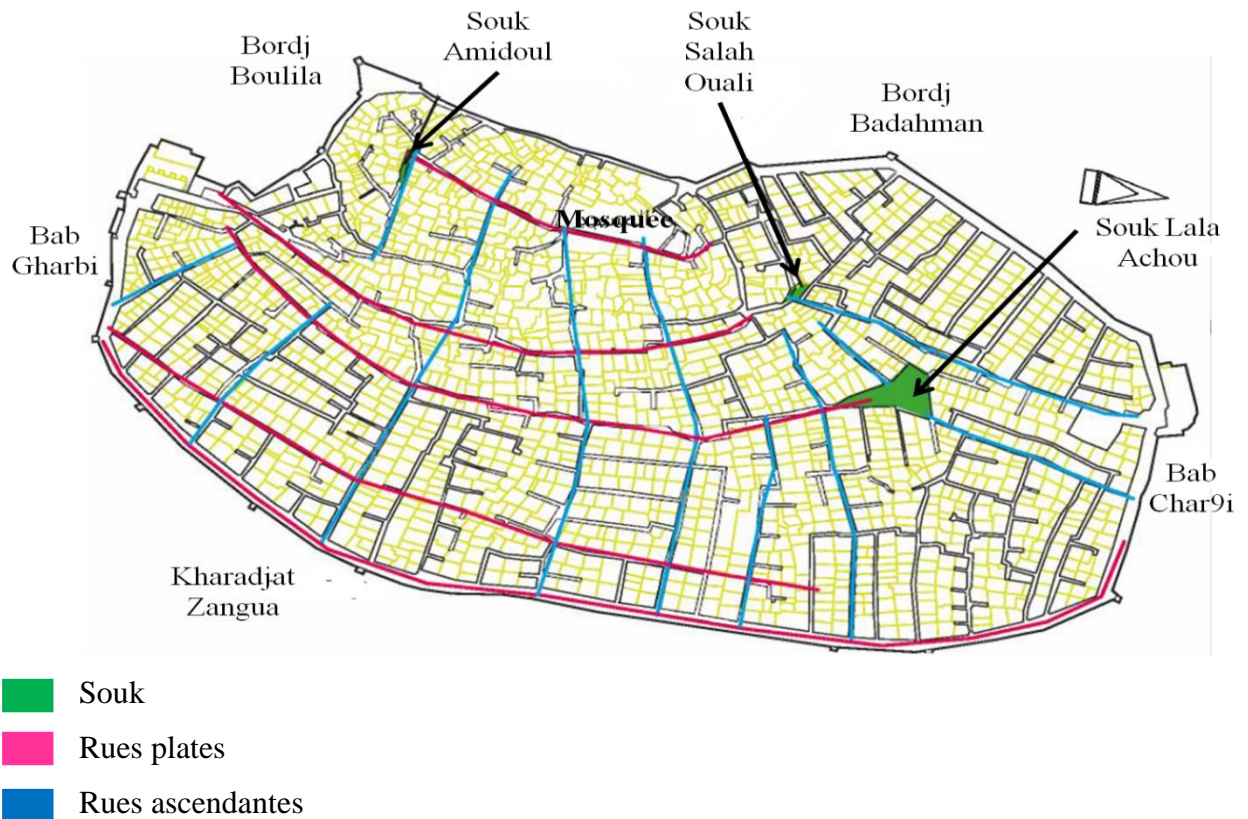 Souk
Amidoul
Souk
Salah
Ouali
Bordj
Boulila
Bordj
Badahman
Mosquée
Souk Lala
Achou
Bab
Gharbi
Bab
Char9i
Kharadjat
Zangua
Souk
Rues plates
Rues ascendantes